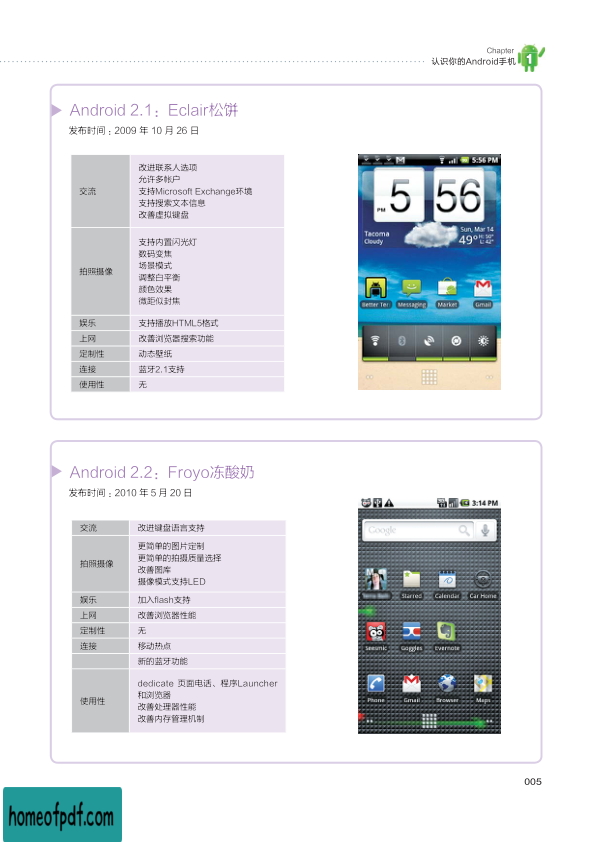 Chapter
认识你的Android手机
1
Android 2.1：Eclair松饼
发布时间：2009 年 10 月 26 日
交流
改进联系人选项
允许多帐户
支持Microsoft Exchange环境
支持搜索文本信息
改善虚拟键盘
拍照摄像
支持内置闪光灯
数码变焦
场景模式
调整白平衡
颜色效果
微距似封焦
娱乐
支持播放HTML5格式
上网
改善浏览器搜索功能
定制性
动态壁纸
连接
蓝牙2.1支持
使用性
无
5:56 PM
5 56
PM
Tacoma
Cloudy
Sun, Mar 14
49° H: 50°
L: 42°
Better Ter
Messaging
Market
Gmail
Android 2.2：Froyo冻酸奶
发布时间：2010 年 5 月 20 日
交流
改进键盘语言支持
拍照摄像
更简单的图片定制
更简单的拍摄质量选择
改善图库
摄像模式支持LED
娱乐
加入flash支持
上网
改善浏览器性能
定制性
无
连接
移动热点
新的蓝牙功能
使用性
dedicate 页面电话、程序Launcher
和浏览器
改善处理器性能
改善内存管理机制
3:14 PM
Google
Starred
Calendar
Car Home
Seesmic
Goggles
Evernote
Phone
Gmail
Browser
Maps
005
homeofpdf.com